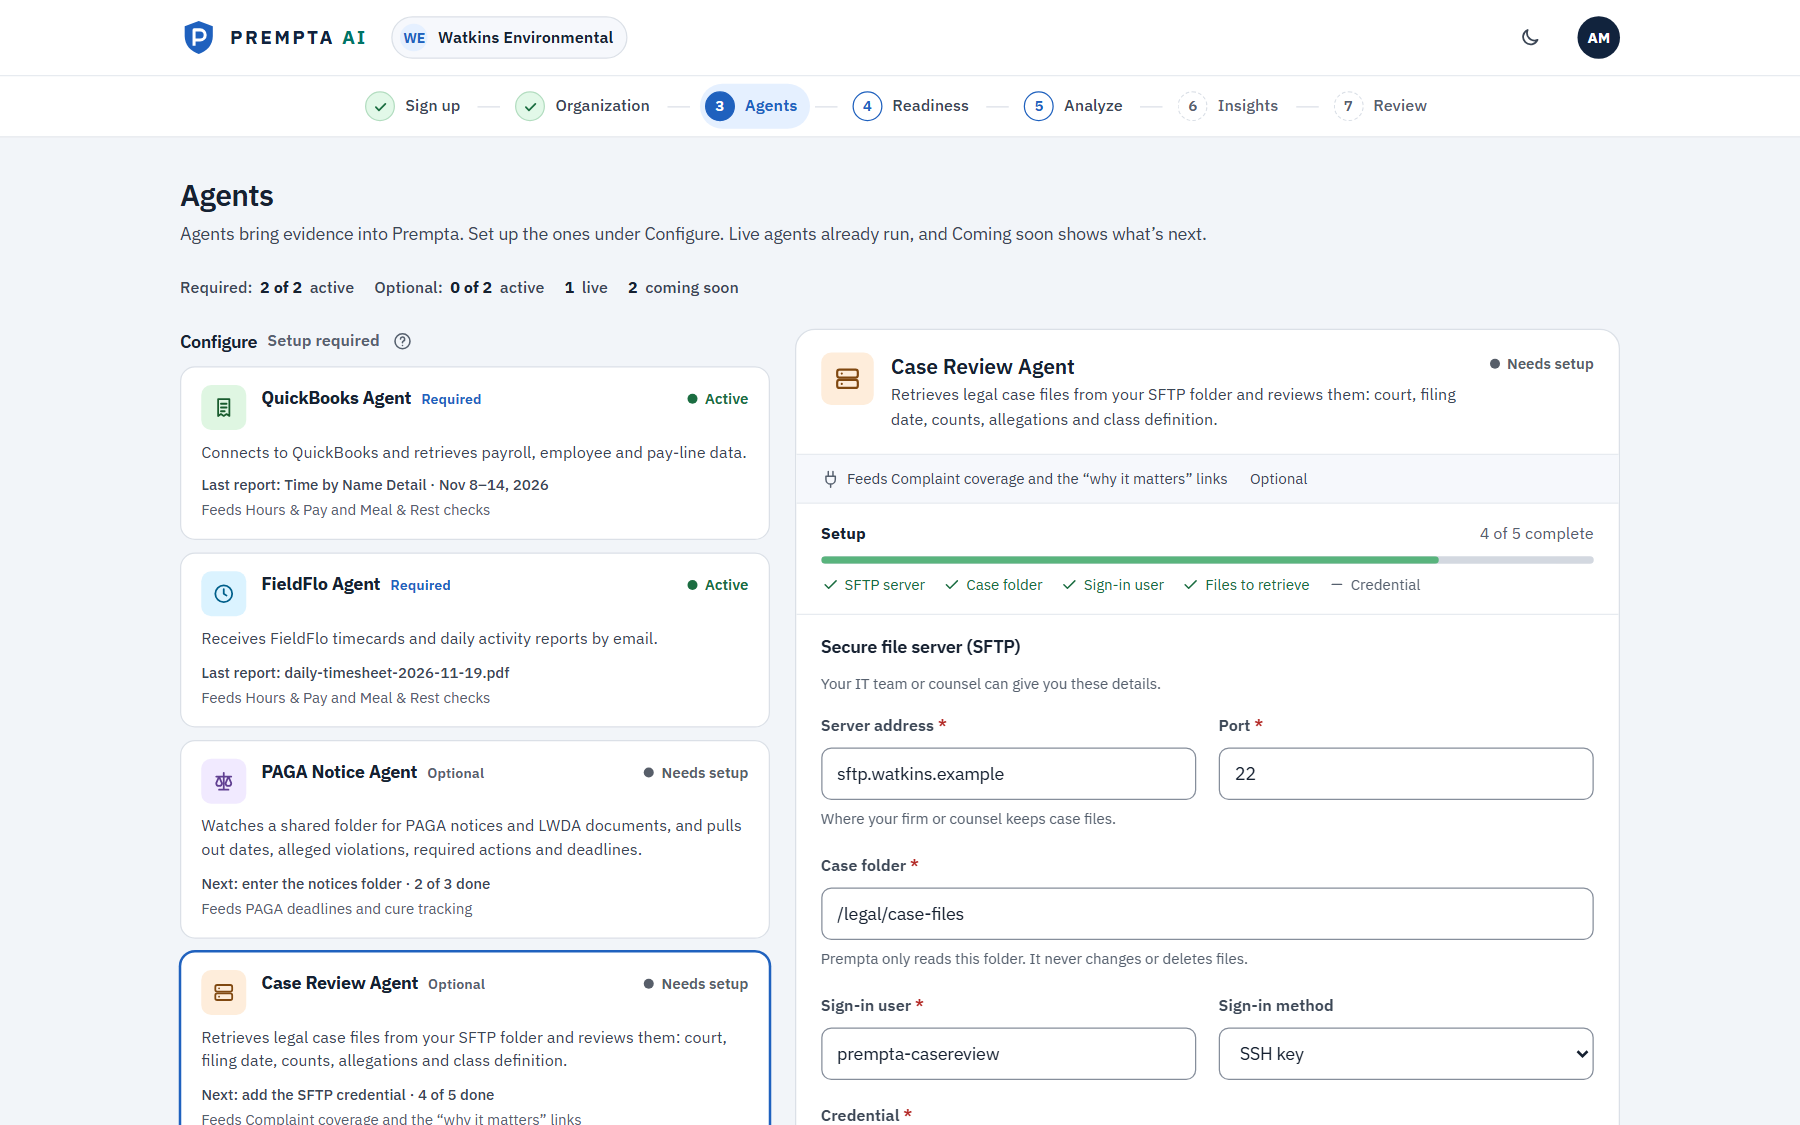 PREMPTA AI
WE Watkins Environmental
AM
Sign up
Organization
3 Agents
4 Readiness
5 Analyze
6 Insights
7 Review
Agents
Agents bring evidence into Prempta. Set up the ones under Configure. Live agents already run, and Coming soon shows what’s next.
Required: 2 of 2 active Optional: 0 of 2 active 1 live 2 coming soon
Configure Setup required ?
QuickBooks Agent Required Active
Connects to QuickBooks and retrieves payroll, employee and pay-line data.
Last report: Time by Name Detail · Nov 8–14, 2026
Feeds Hours & Pay and Meal & Rest checks
FieldFlo Agent Required Active
Receives FieldFlo timecards and daily activity reports by email.
Last report: daily-timesheet-2026-11-19.pdf
Feeds Hours & Pay and Meal & Rest checks
PAGA Notice Agent Optional Needs setup
Watches a shared folder for PAGA notices and LWDA documents, and pulls
out dates, alleged violations, required actions and deadlines.
Next: enter the notices folder · 2 of 3 done
Feeds PAGA deadlines and cure tracking
Case Review Agent Optional Needs setup
Retrieves legal case files from your SFTP folder and reviews them: court,
filing date, counts, allegations and class definition.
Next: add the SFTP credential · 4 of 5 done
Feeds Complaint coverage and the “why it matters” links
Case Review Agent Needs setup
Retrieves legal case files from your SFTP folder and reviews them: court, filing
date, counts, allegations and class definition.
Feeds Complaint coverage and the “why it matters” links Optional
Setup 4 of 5 complete
SFTP server Case folder Sign-in user Files to retrieve Credential
Secure file server (SFTP)
Your IT team or counsel can give you these details.
Server address * Port *
sftp.watkins.example 22
Where your firm or counsel keeps case files.
Case folder *
/legal/case-files
Prempta only reads this folder. It never changes or deletes files.
Sign-in user * Sign-in method
prempta-casereview SSH key
Credential *